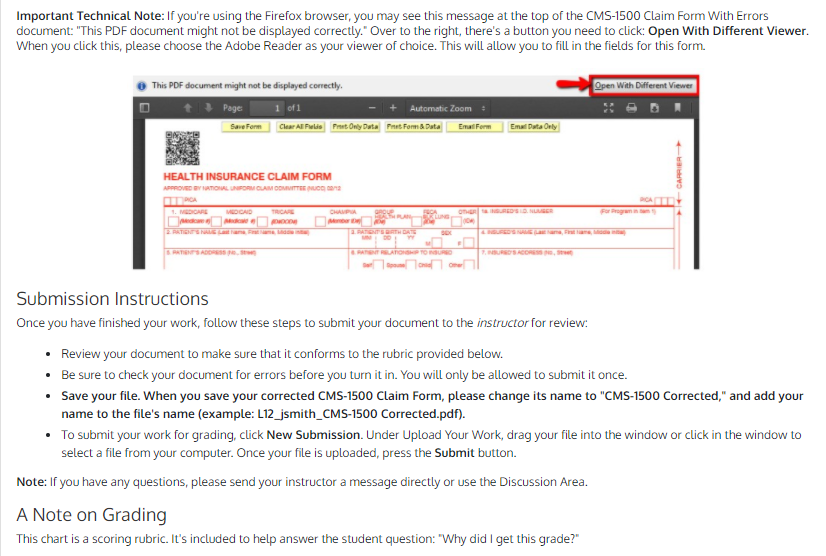 Important Technical Note: If you're using the Firefox browser, you may see this message at the top of the CMS-1500 Claim Form With Errors
document: "This PDF document might not be displayed correctly." Over to the right, there's a button you need to click: Open With Different Viewer.
When you click this, please choose the Adobe Reader as your viewer of choice. This will allow you to fill in the fields for this form.
This PDF document might not be displayed correctly. Open With Different Viewer
Page: 1 of 1 − + Automatic Zoom
Save Form Clear All Fields Print Only Data Print Form & Data Email Form Email Data Only
HEALTH INSURANCE CLAIM FORM
APPROVED BY NATIONAL UNIFORM CLAIM COMMITTEE (NUCC) 02/12
PICA PICA
CARRIER
1. MEDICARE MEDICAID TRICARE CHAMPVA GROUP HEALTH PLAN FECA BLK LUNG OTHER 1a. INSURED'S I.D. NUMBER (For Program in Item 1)
(Medicare #) (Medicaid #) (ID#/DOD#) (Member ID#) (ID#) (ID#) (ID#)
2. PATIENT'S NAME (Last Name, First Name, Middle Initial) 3. PATIENT'S BIRTH DATE SEX 4. INSURED'S NAME (Last Name, First Name, Middle Initial)
MM DD YY M F
5. PATIENT'S ADDRESS (No., Street) 6. PATIENT RELATIONSHIP TO INSURED 7. INSURED'S ADDRESS (No., Street)
Self Spouse Child Other
Submission Instructions
Once you have finished your work, follow these steps to submit your document to the instructor for review:
• Review your document to make sure that it conforms to the rubric provided below.
• Be sure to check your document for errors before you turn it in. You will only be allowed to submit it once.
• Save your file. When you save your corrected CMS-1500 Claim Form, please change its name to "CMS-1500 Corrected," and add your
name to the file's name (example: L12_jsmith_CMS-1500 Corrected.pdf).
• To submit your work for grading, click New Submission. Under Upload Your Work, drag your file into the window or click in the window to
select a file from your computer. Once your file is uploaded, press the Submit button.
Note: If you have any questions, please send your instructor a message directly or use the Discussion Area.
A Note on Grading
This chart is a scoring rubric. It's included to help answer the student question: "Why did I get this grade?"